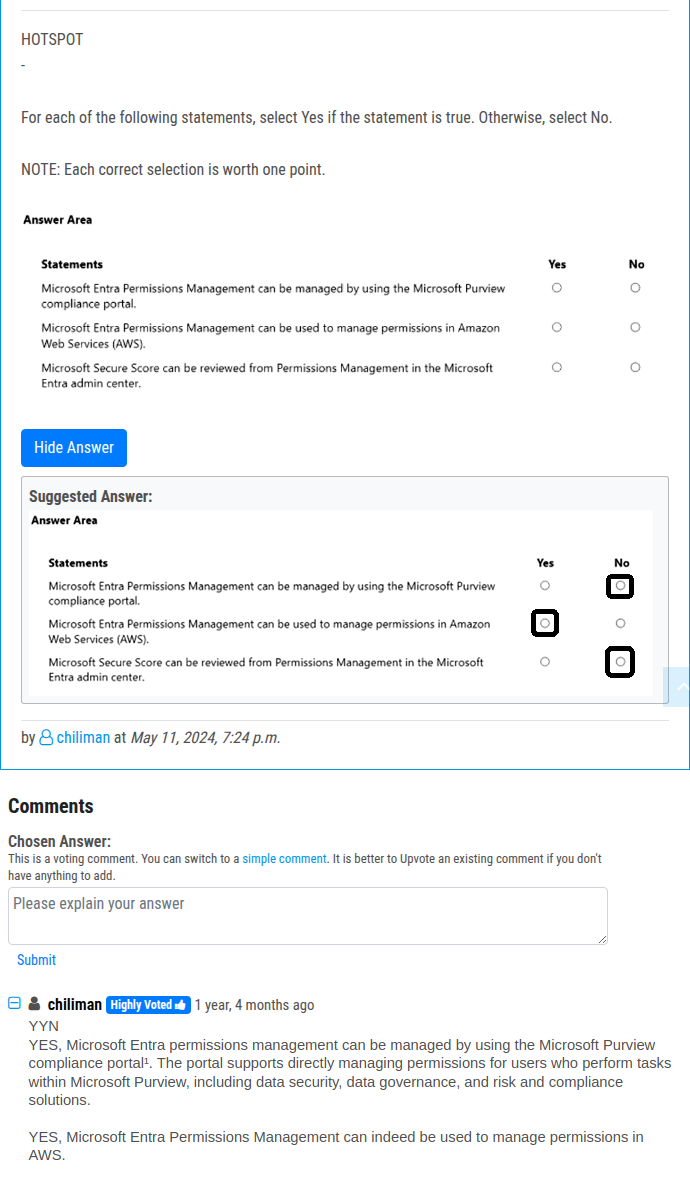 HOTSPOT
-
For each of the following statements, select Yes if the statement is true. Otherwise, select No.
NOTE: Each correct selection is worth one point.
Answer Area
Statements Yes No
Microsoft Entra Permissions Management can be managed by using the Microsoft Purview
compliance portal.
Microsoft Entra Permissions Management can be used to manage permissions in Amazon
Web Services (AWS).
Microsoft Secure Score can be reviewed from Permissions Management in the Microsoft
Entra admin center.
Hide Answer
Suggested Answer:
Answer Area
Statements Yes No
Microsoft Entra Permissions Management can be managed by using the Microsoft Purview
compliance portal.
Microsoft Entra Permissions Management can be used to manage permissions in Amazon
Web Services (AWS).
Microsoft Secure Score can be reviewed from Permissions Management in the Microsoft
Entra admin center.
by chiliman at May 11, 2024, 7:24 p.m.
Comments
Chosen Answer:
This is a voting comment. You can switch to a simple comment. It is better to Upvote an existing comment if you don't
have anything to add.
Please explain your answer
Submit
chiliman Highly Voted 1 year, 4 months ago
YYN
YES, Microsoft Entra permissions management can be managed by using the Microsoft Purview
compliance portal¹. The portal supports directly managing permissions for users who perform tasks
within Microsoft Purview, including data security, data governance, and risk and compliance
solutions.
YES, Microsoft Entra Permissions Management can indeed be used to manage permissions in
AWS.